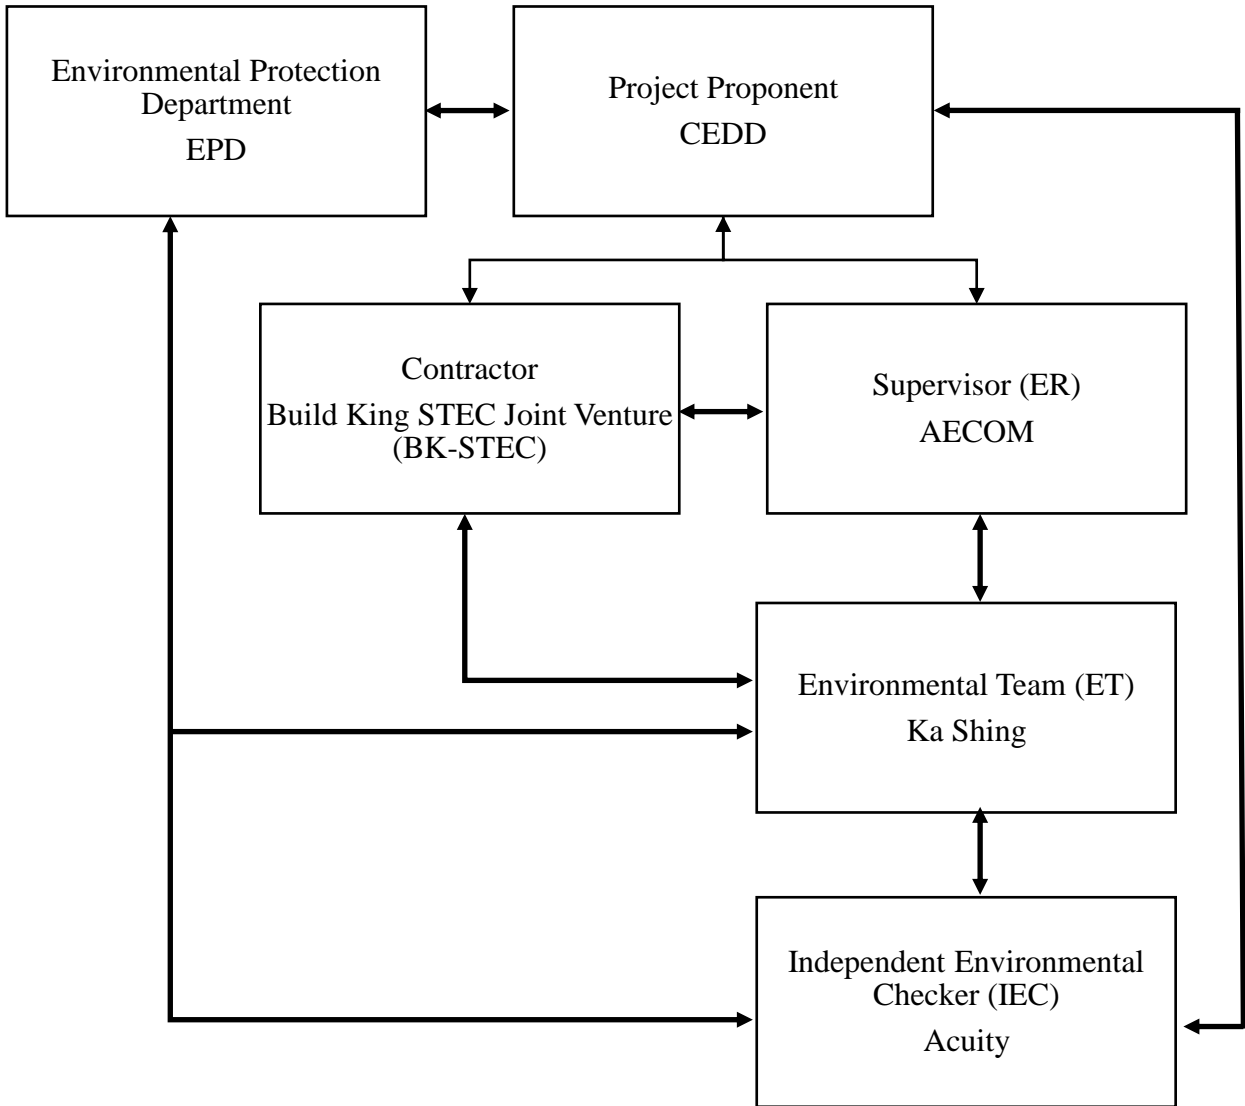 Environmental Protection
Department
EPD
Project Proponent
CEDD
Contractor
Build King STEC Joint Venture
(BK-STEC)
Supervisor (ER)
AECOM
Environmental Team (ET)
Ka Shing
Independent Environmental
Checker (IEC)
Acuity